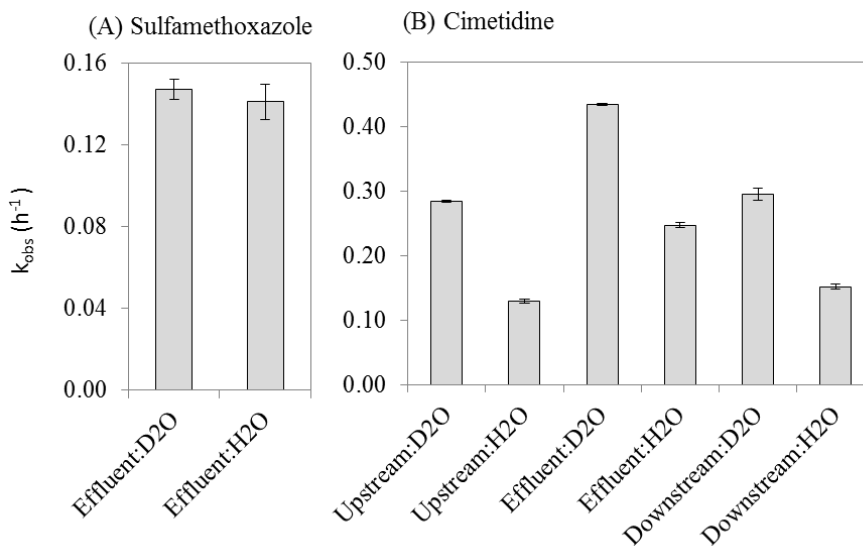 (A) Sulfamethoxazole
(B) Cimetidine
k_obs (h^-1)
0.16
0.12
0.08
0.04
0.00
Effluent:D2O
Effluent:H2O
0.50
0.40
0.30
0.20
0.10
0.00
Upstream:D2O
Upstream:H2O
Effluent:D2O
Effluent:H2O
Downstream:D2O
Downstream:H2O